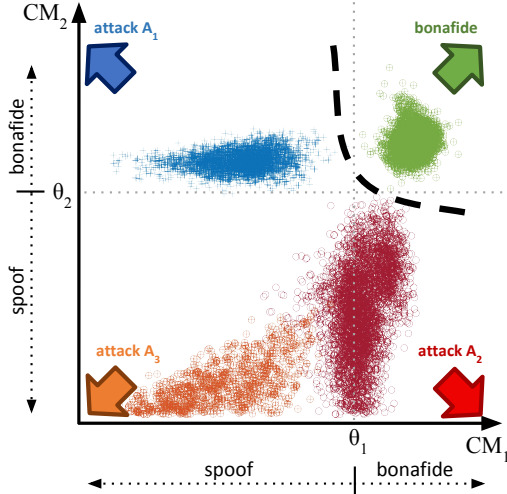 CM₂
attack A₁
bonafide
bonafide
θ₂
spoof
attack A₃
attack A₂
θ₁
CM₁
spoof
bonafide